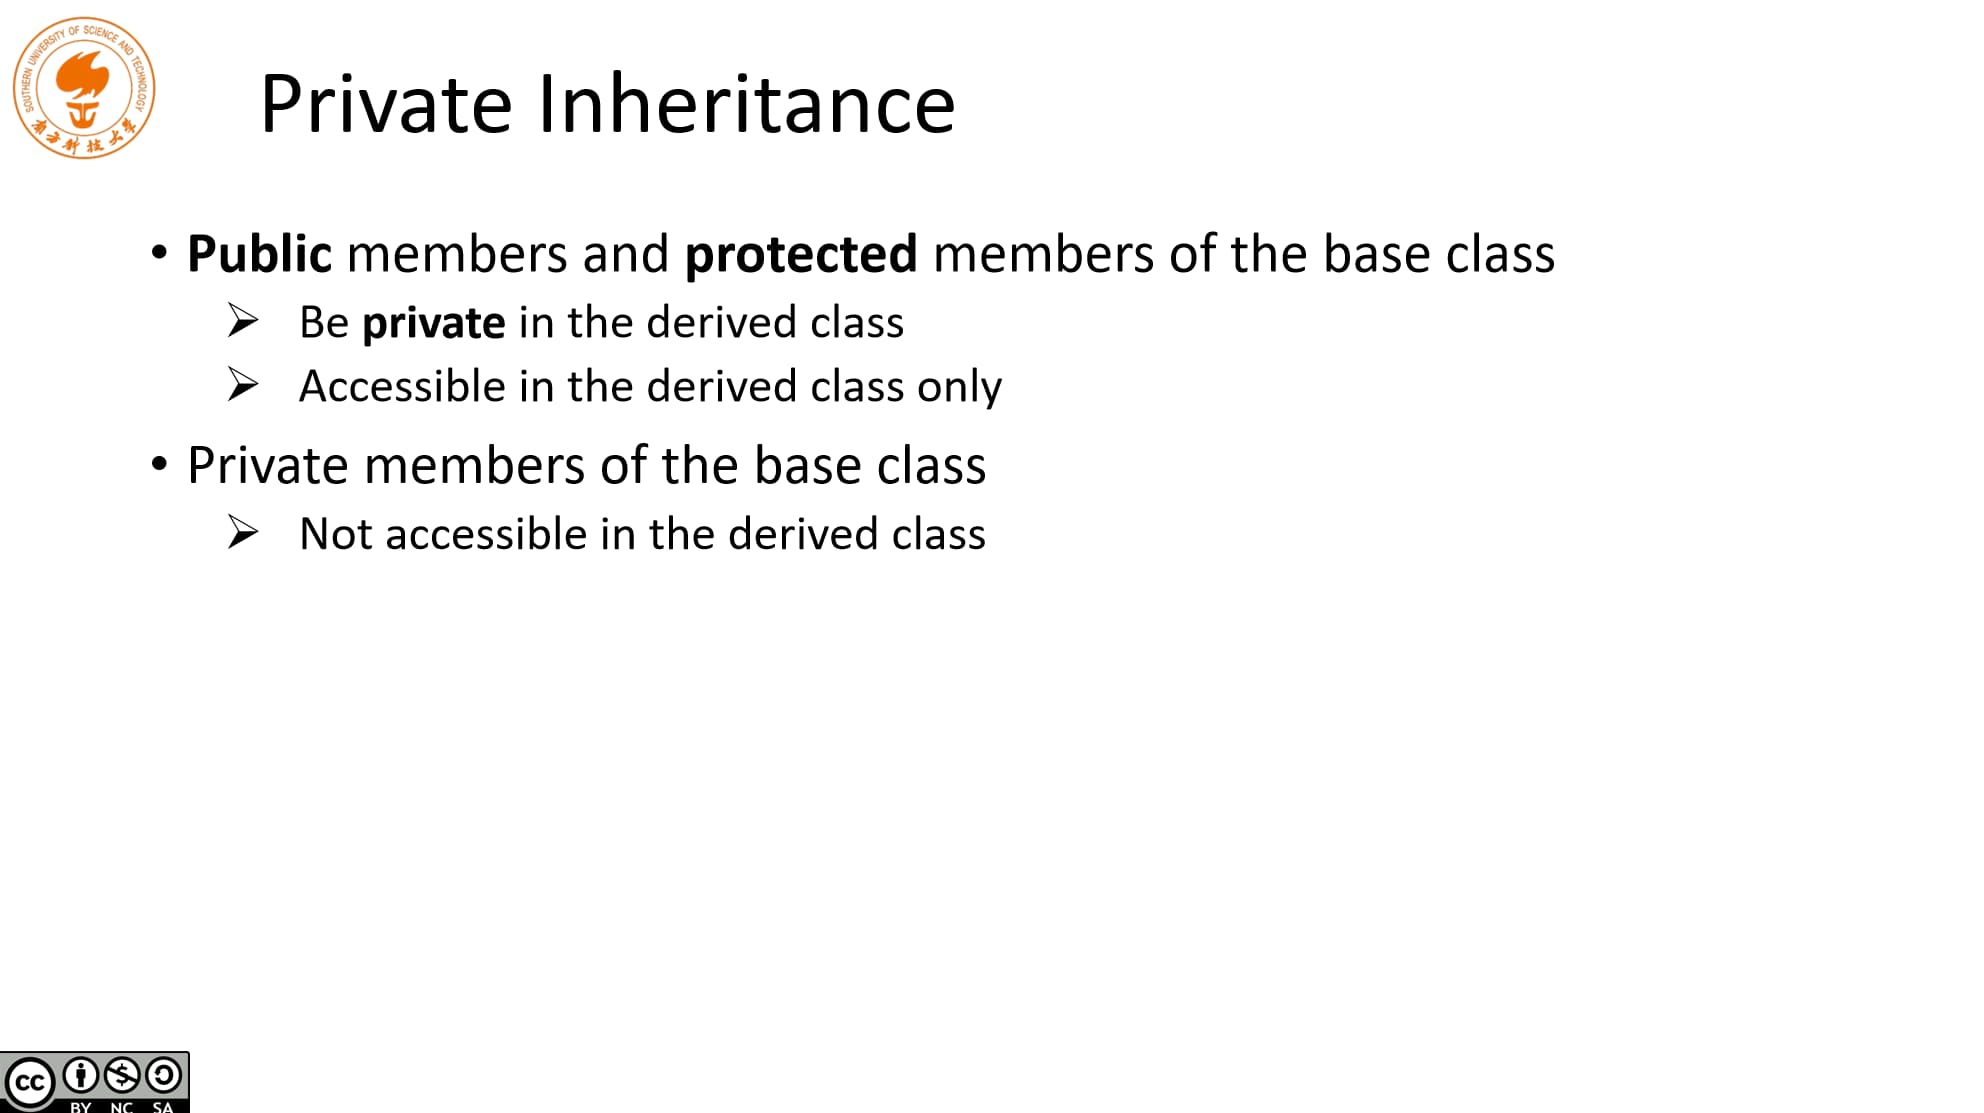 SOUTHERN UNIVERSITY OF SCIENCE AND TECHNOLOGY
南方科技大学
Private Inheritance
• Public members and protected members of the base class
➢ Be private in the derived class
➢ Accessible in the derived class only
• Private members of the base class
➢ Not accessible in the derived class
cc
BY NC SA